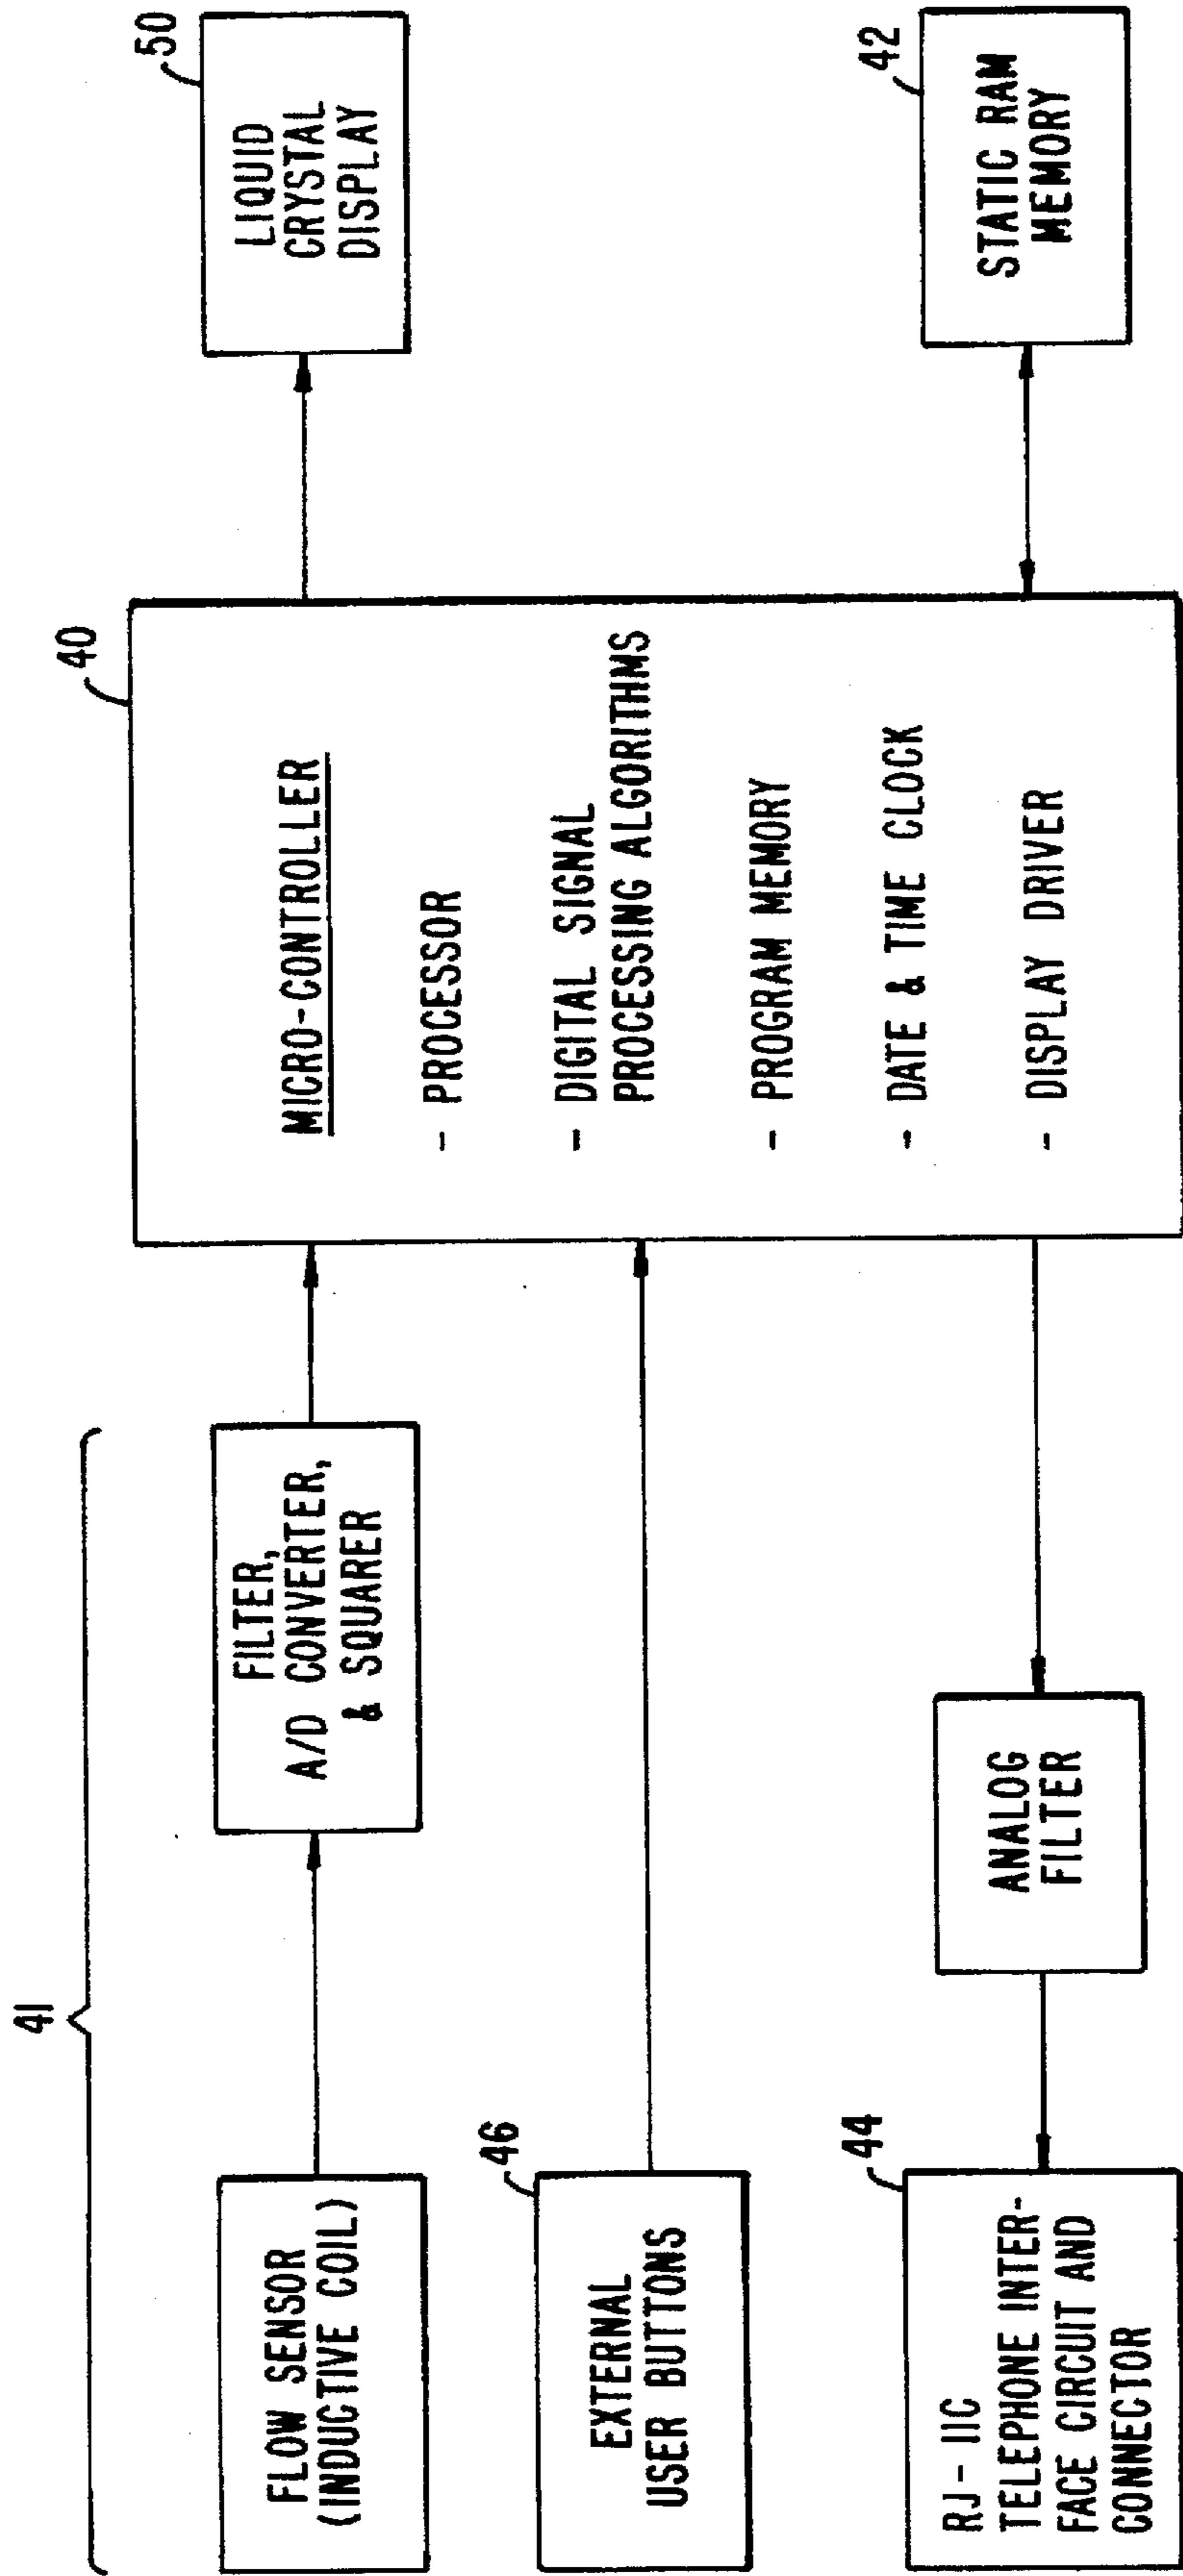 41
FLOW SENSOR
(INDUCTIVE COIL)
FILTER,
A/D CONVERTER,
& SQUARER
46
EXTERNAL
USER BUTTONS
44
RJ-11C
TELEPHONE INTER-
FACE CIRCUIT AND
CONNECTOR
ANALOG
FILTER
40
MICRO-CONTROLLER
- PROCESSOR
- DIGITAL SIGNAL
PROCESSING ALGORITHMS
- PROGRAM MEMORY
- DATE & TIME CLOCK
- DISPLAY DRIVER
50
LIQUID
CRYSTAL
DISPLAY
42
STATIC RAM
MEMORY